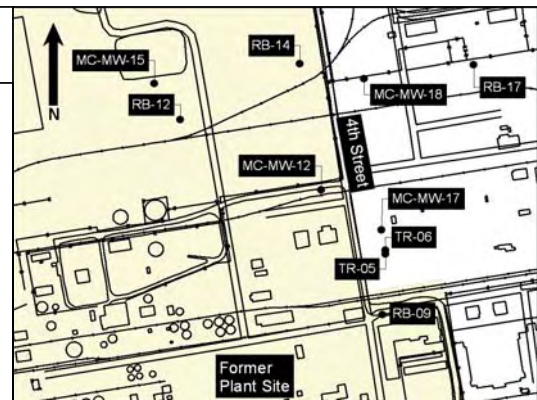 RB-14
MC-MW-15
MC-MW-18
RB-17
RB-12
N
4th Street
MC-MW-12
MC-MW-17
TR-06
TR-05
RB-09
Former
Plant Site